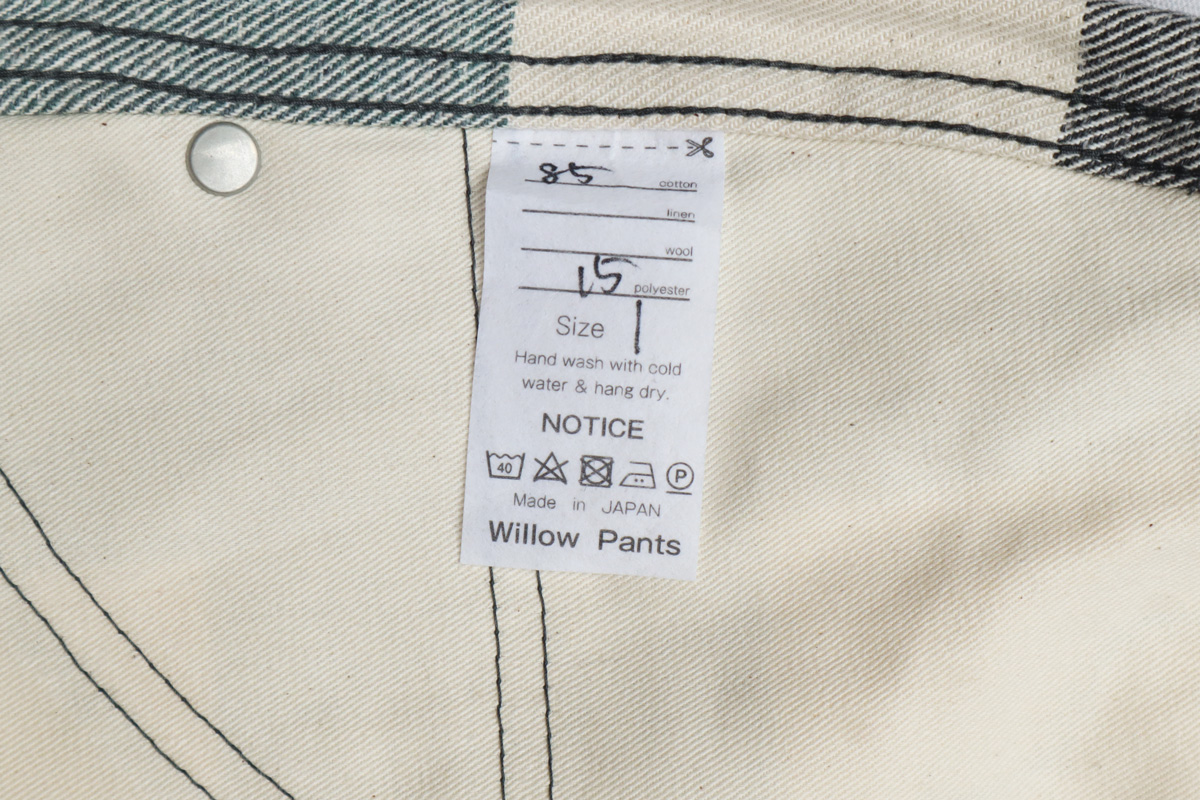 85 cotton
linen
wool
15 polyester
Size 1
Hand wash with cold
water & hang dry.
NOTICE
40 P
Made in JAPAN
Willow Pants